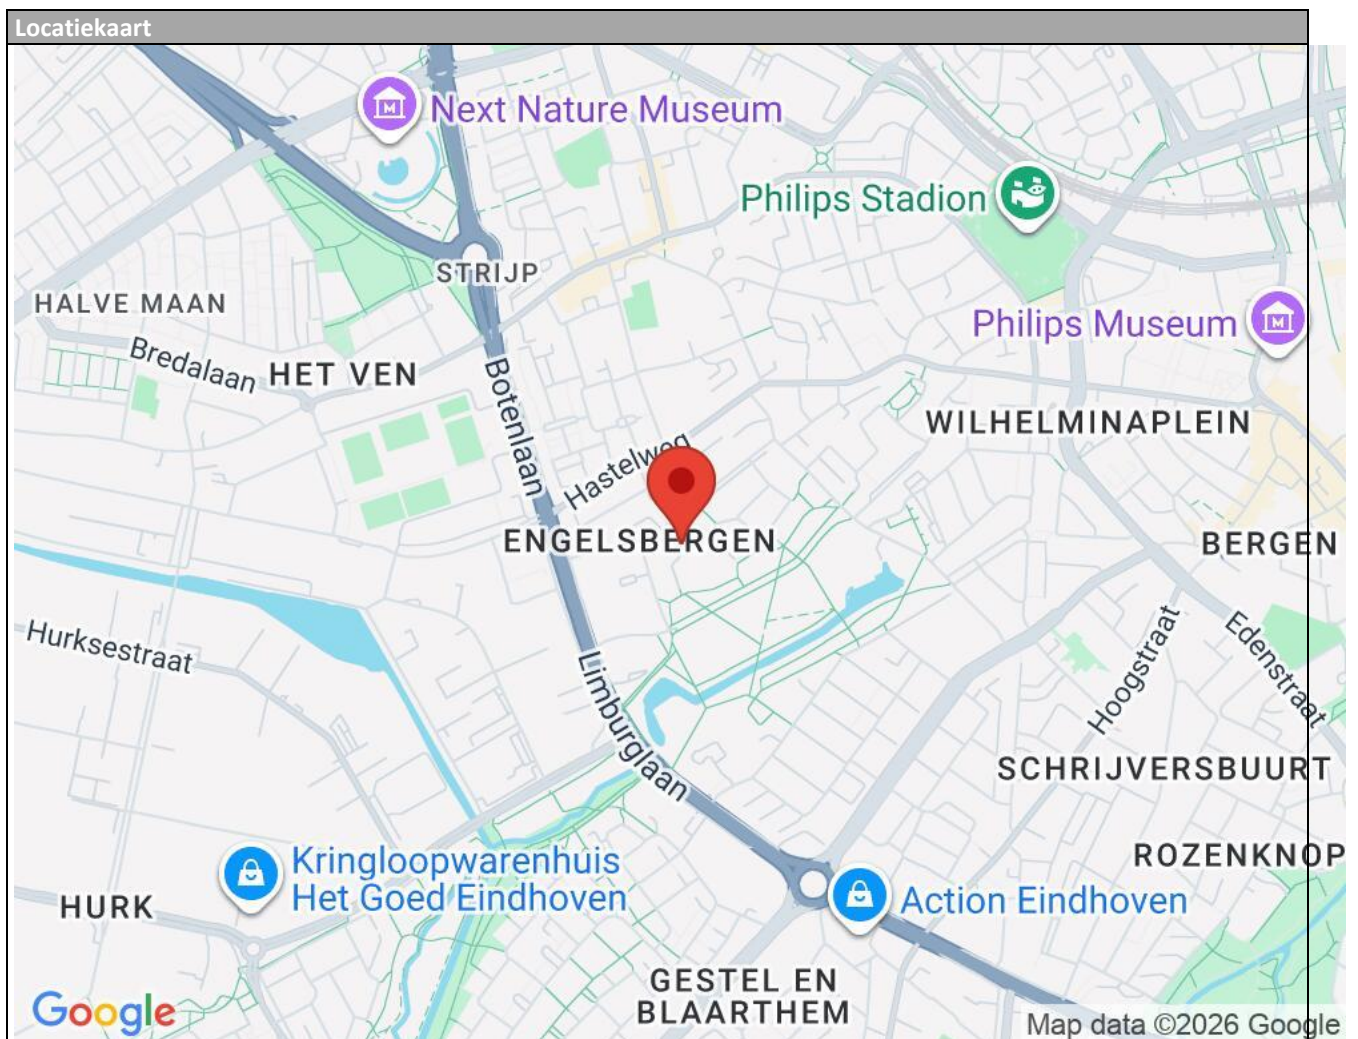 Locatiekaart
Next Nature Museum
Philips Stadion
STRIJP
HALVE MAAN
Philips Museum
Bredalaan
HET VEN
Botenlaan
WILHELMINAPLEIN
Hastelweg
ENGELSBERGEN
BERGEN
Hurksestraat
Limburglaan
Hoogstraat
Edenstraat
SCHRIJVERSBUURT
ROZENKNOP
Kringloopwarenhuis
Het Goed Eindhoven
HURK
Action Eindhoven
GESTEL EN
BLAARTHEM
Google
Map data ©2026 Google